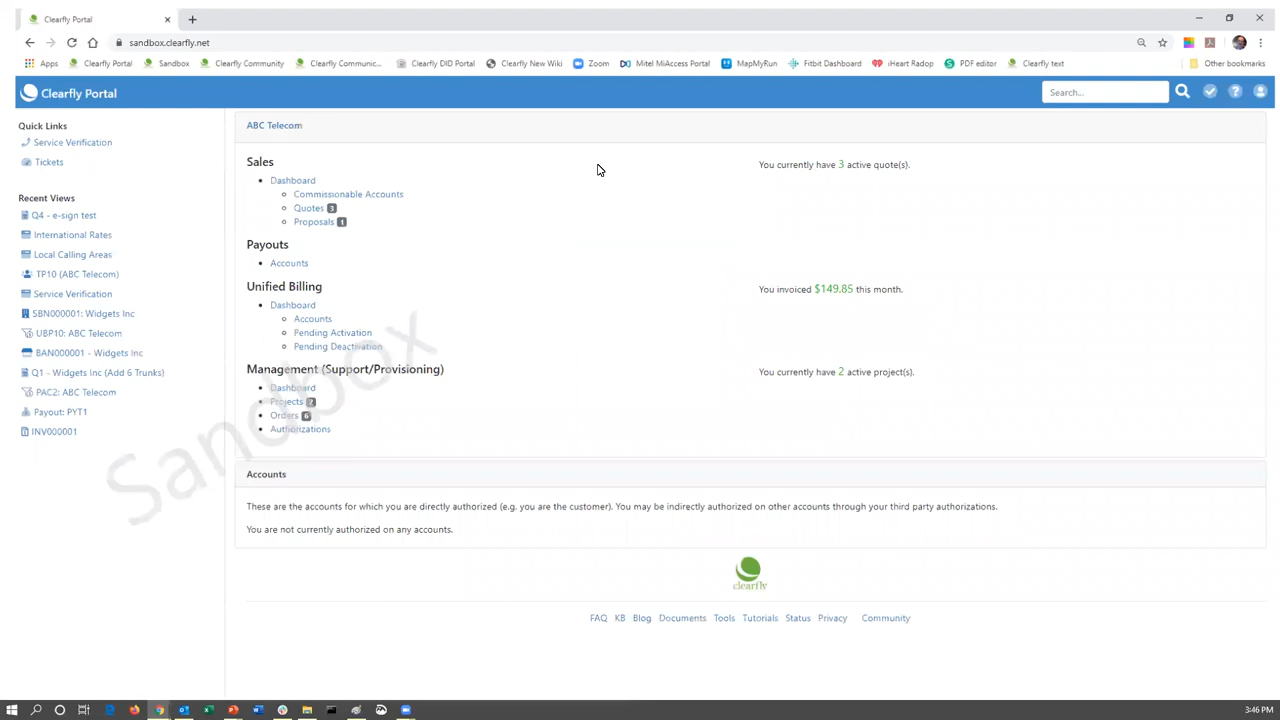 Clearfly Portal
sandbox.clearfly.net
Apps Clearfly Portal Sandbox Clearfly Community Clearfly Communic... Clearfly DID Portal Clearfly New Wiki Zoom Mitel MiAccess Portal MapMyRun Fitbit Dashboard iHeart Radop PDF editor Clearfly text Other bookmarks
Clearfly Portal
Search...
Quick Links
Service Verification
Tickets
Recent Views
Q4 - e-sign test
International Rates
Local Calling Areas
TP10 (ABC Telecom)
Service Verification
SBN000001: Widgets Inc
UBP10: ABC Telecom
BAN000001 - Widgets Inc
Q1 - Widgets Inc (Add 6 Trunks)
PAC2: ABC Telecom
Payout: PYT1
INV000001
ABC Telecom
Sales
You currently have 3 active quote(s).
Dashboard
Commissionable Accounts
Quotes 3
Proposals 1
Payouts
Accounts
Unified Billing
You invoiced $149.85 this month.
Dashboard
Accounts
Pending Activation
Pending Deactivation
Management (Support/Provisioning)
You currently have 2 active project(s).
Dashboard
Projects 2
Orders 6
Authorizations
Sandbox
Accounts
These are the accounts for which you are directly authorized (e.g. you are the customer). You may be indirectly authorized on other accounts through your third party authorizations.
You are not currently authorized on any accounts.
clearfly
FAQ KB Blog Documents Tools Tutorials Status Privacy Community
3:46 PM